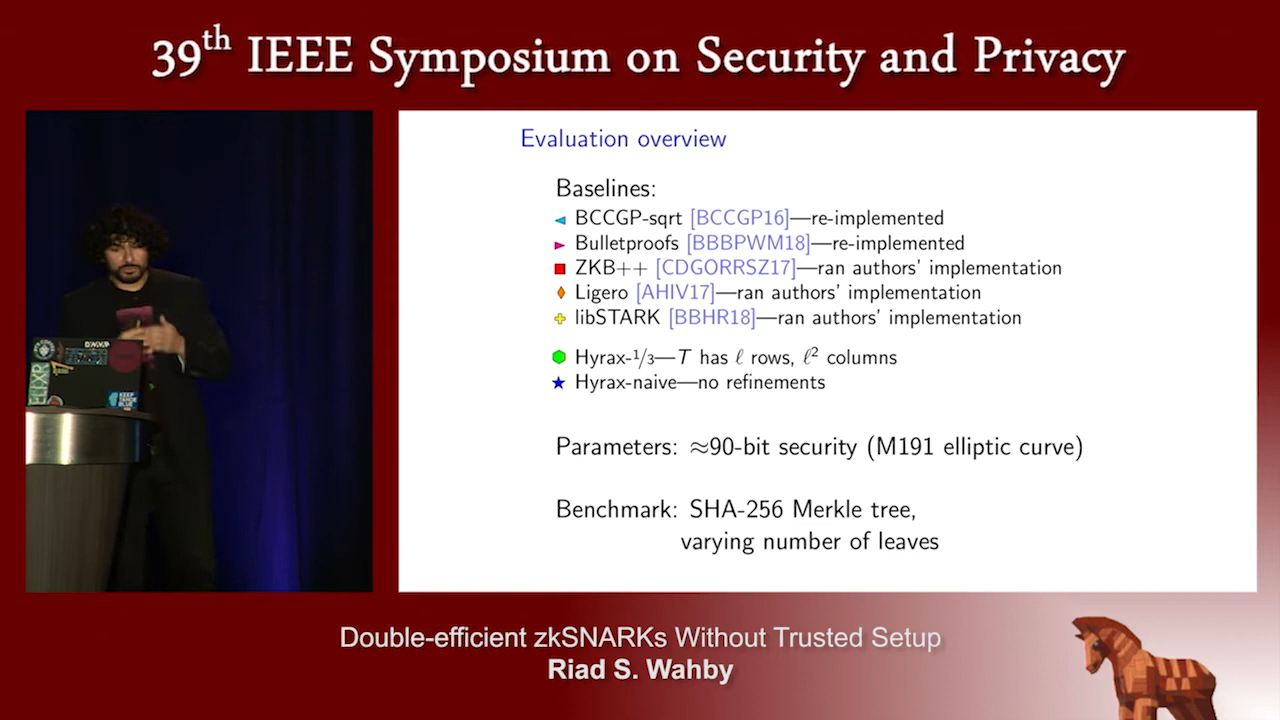 39th IEEE Symposium on Security and Privacy
Evaluation overview
Baselines:
BCCGP-sqrt [BCCGP16]—re-implemented
Bulletproofs [BBBPWM18]—re-implemented
ZKB++ [CDGORRSZ17]—ran authors' implementation
Ligero [AHIV17]—ran authors' implementation
libSTARK [BBHR18]—ran authors' implementation
Hyrax-1/3—T has ℓ rows, ℓ² columns
Hyrax-naive—no refinements
Parameters: ≈90-bit security (M191 elliptic curve)
Benchmark: SHA-256 Merkle tree,
varying number of leaves
KEEP
TAHOE
BLUE
Double-efficient zkSNARKs Without Trusted Setup
Riad S. Wahby